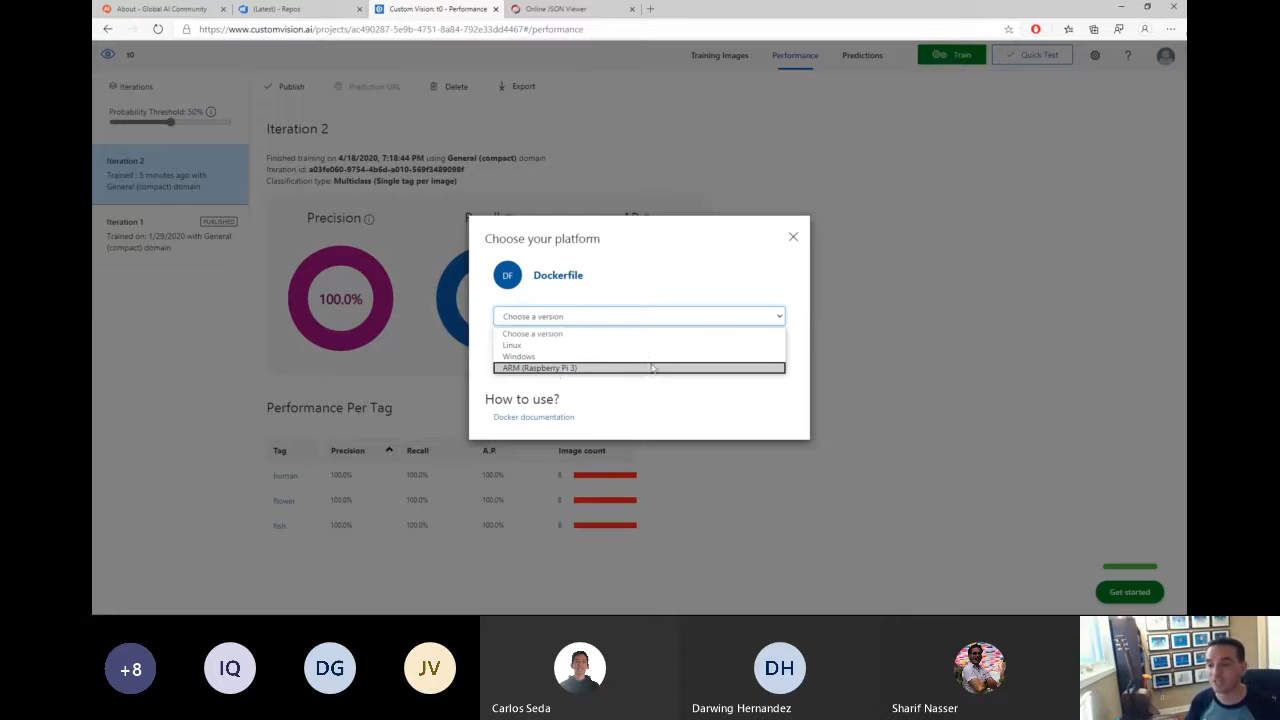 About - Global AI Community
(Latest) - Repos
Custom Vision: t0 - Performance
Online JSON Viewer
https://www.customvision.ai/projects/ac490287-5e9b-4751-8a84-792e33dd4467#/performance
t0
Training Images
Performance
Predictions
Train
Quick Test
Iterations
Publish
Prediction URL
Delete
Export
Probability Threshold: 50%
Iteration 2
Trained : 5 minutes ago with
General (compact) domain
Iteration 1
PUBLISHED
Trained on: 1/29/2020 with General
(compact) domain
Iteration 2
Finished training on 4/18/2020, 7:18:44 PM using General (compact) domain
Iteration id: a03fe060-9754-4b6d-a010-569f3489098f
Classification type: Multiclass (Single tag per image)
Precision
100.0%
Choose your platform
DF
Dockerfile
Choose a version
Choose a version
Linux
Windows
ARM (Raspberry Pi 3)
How to use?
Docker documentation
Performance Per Tag
Tag Precision Recall A.P. Image count
human 100.0% 100.0% 100.0% 8
flower 100.0% 100.0% 100.0% 8
fish 100.0% 100.0% 100.0% 8
Get started
+8
IQ
DG
JV
DH
Carlos Seda
Darwing Hernandez
Sharif Nasser